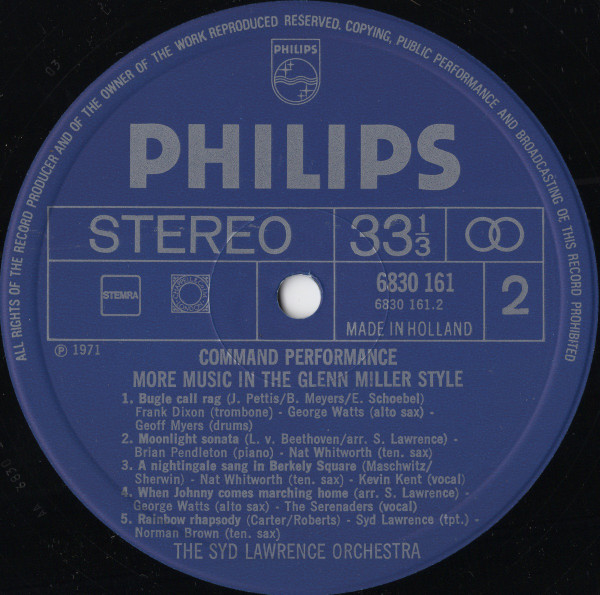 ALL RIGHTS OF THE RECORD PRODUCER AND OF THE OWNER OF THE WORK REPRODUCED RESERVED. COPYING, PUBLIC PERFORMANCE AND BROADCASTING OE THIS RECORD PROHIBITED
PHILIPS
PHILIPS
STEREO
33 1/3
STEMRA
6830 161
6830 161.2
2
MADE IN HOLLAND
Ⓟ 1971
COMMAND PERFORMANCE
MORE MUSIC IN THE GLENN MILLER STYLE
1. Bugle call rag (J. Pettis/B. Meyers/E. Schoebel)
Frank Dixon (trombone) - George Watts (alto sax) -
Geoff Myers (drums)
2. Moonlight sonata (L. v. Beethoven/arr. S. Lawrence) -
Brian Pendleton (piano) - Nat Whitworth (ten. sax)
3. A nightingale sang in Berkely Square (Maschwitz/
Sherwin) - Nat Whitworth (ten. sax) - Kevin Kent (vocal)
4. When Johnny comes marching home (arr. S. Lawrence) -
George Watts (alto sax) - The Serenaders (vocal)
5. Rainbow rhapsody (Carter/Roberts) - Syd Lawrence (tpt.) -
Norman Brown (ten. sax)
THE SYD LAWRENCE ORCHESTRA